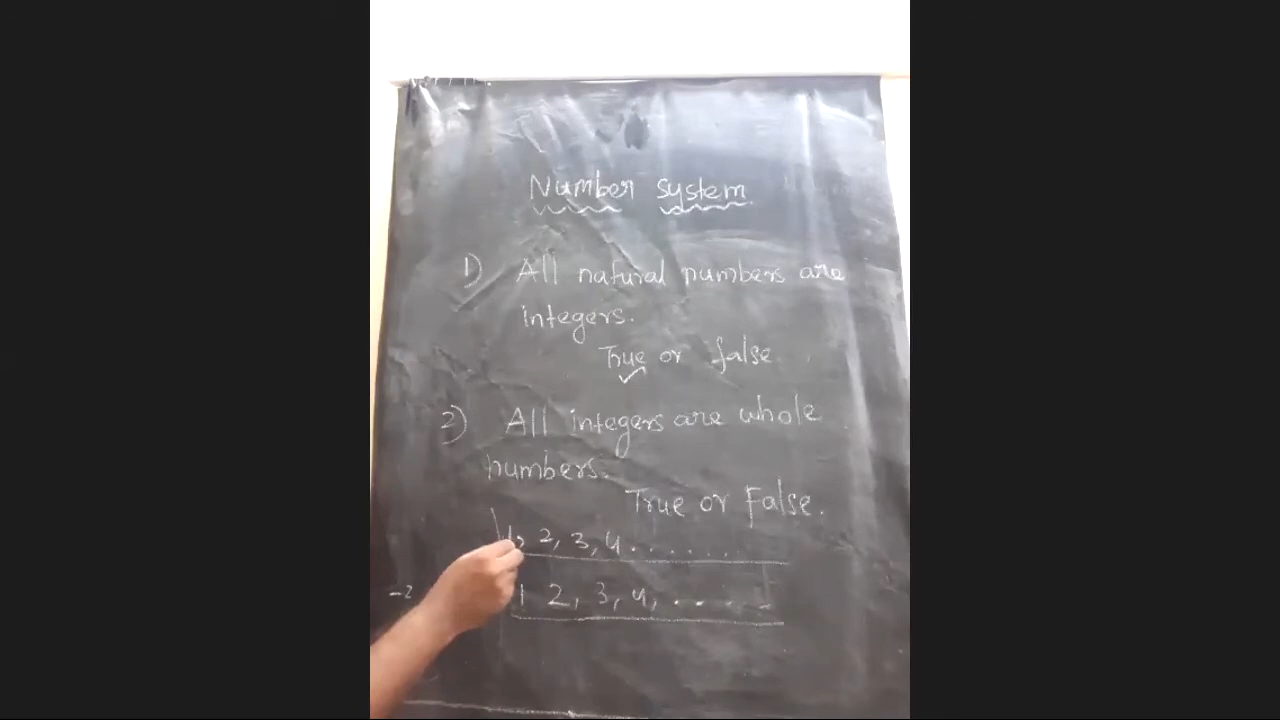 Number system
1) All natural numbers are
integers.
True or false
2) All integers are whole
numbers.
True or False.
1, 2, 3, 4 . . . . . .
-2 1 2, 3, 4, . . . . .